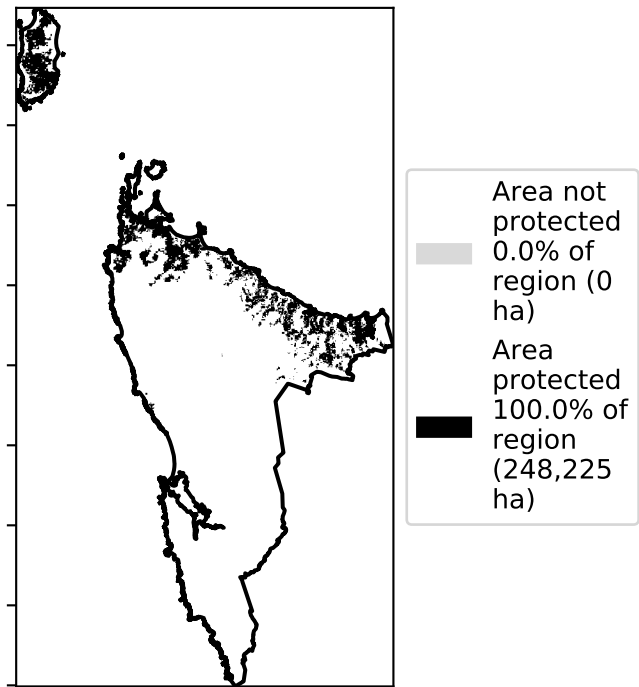 Area not
protected
0.0% of
region (0
ha)
Area
protected
100.0% of
region
(248,225
ha)